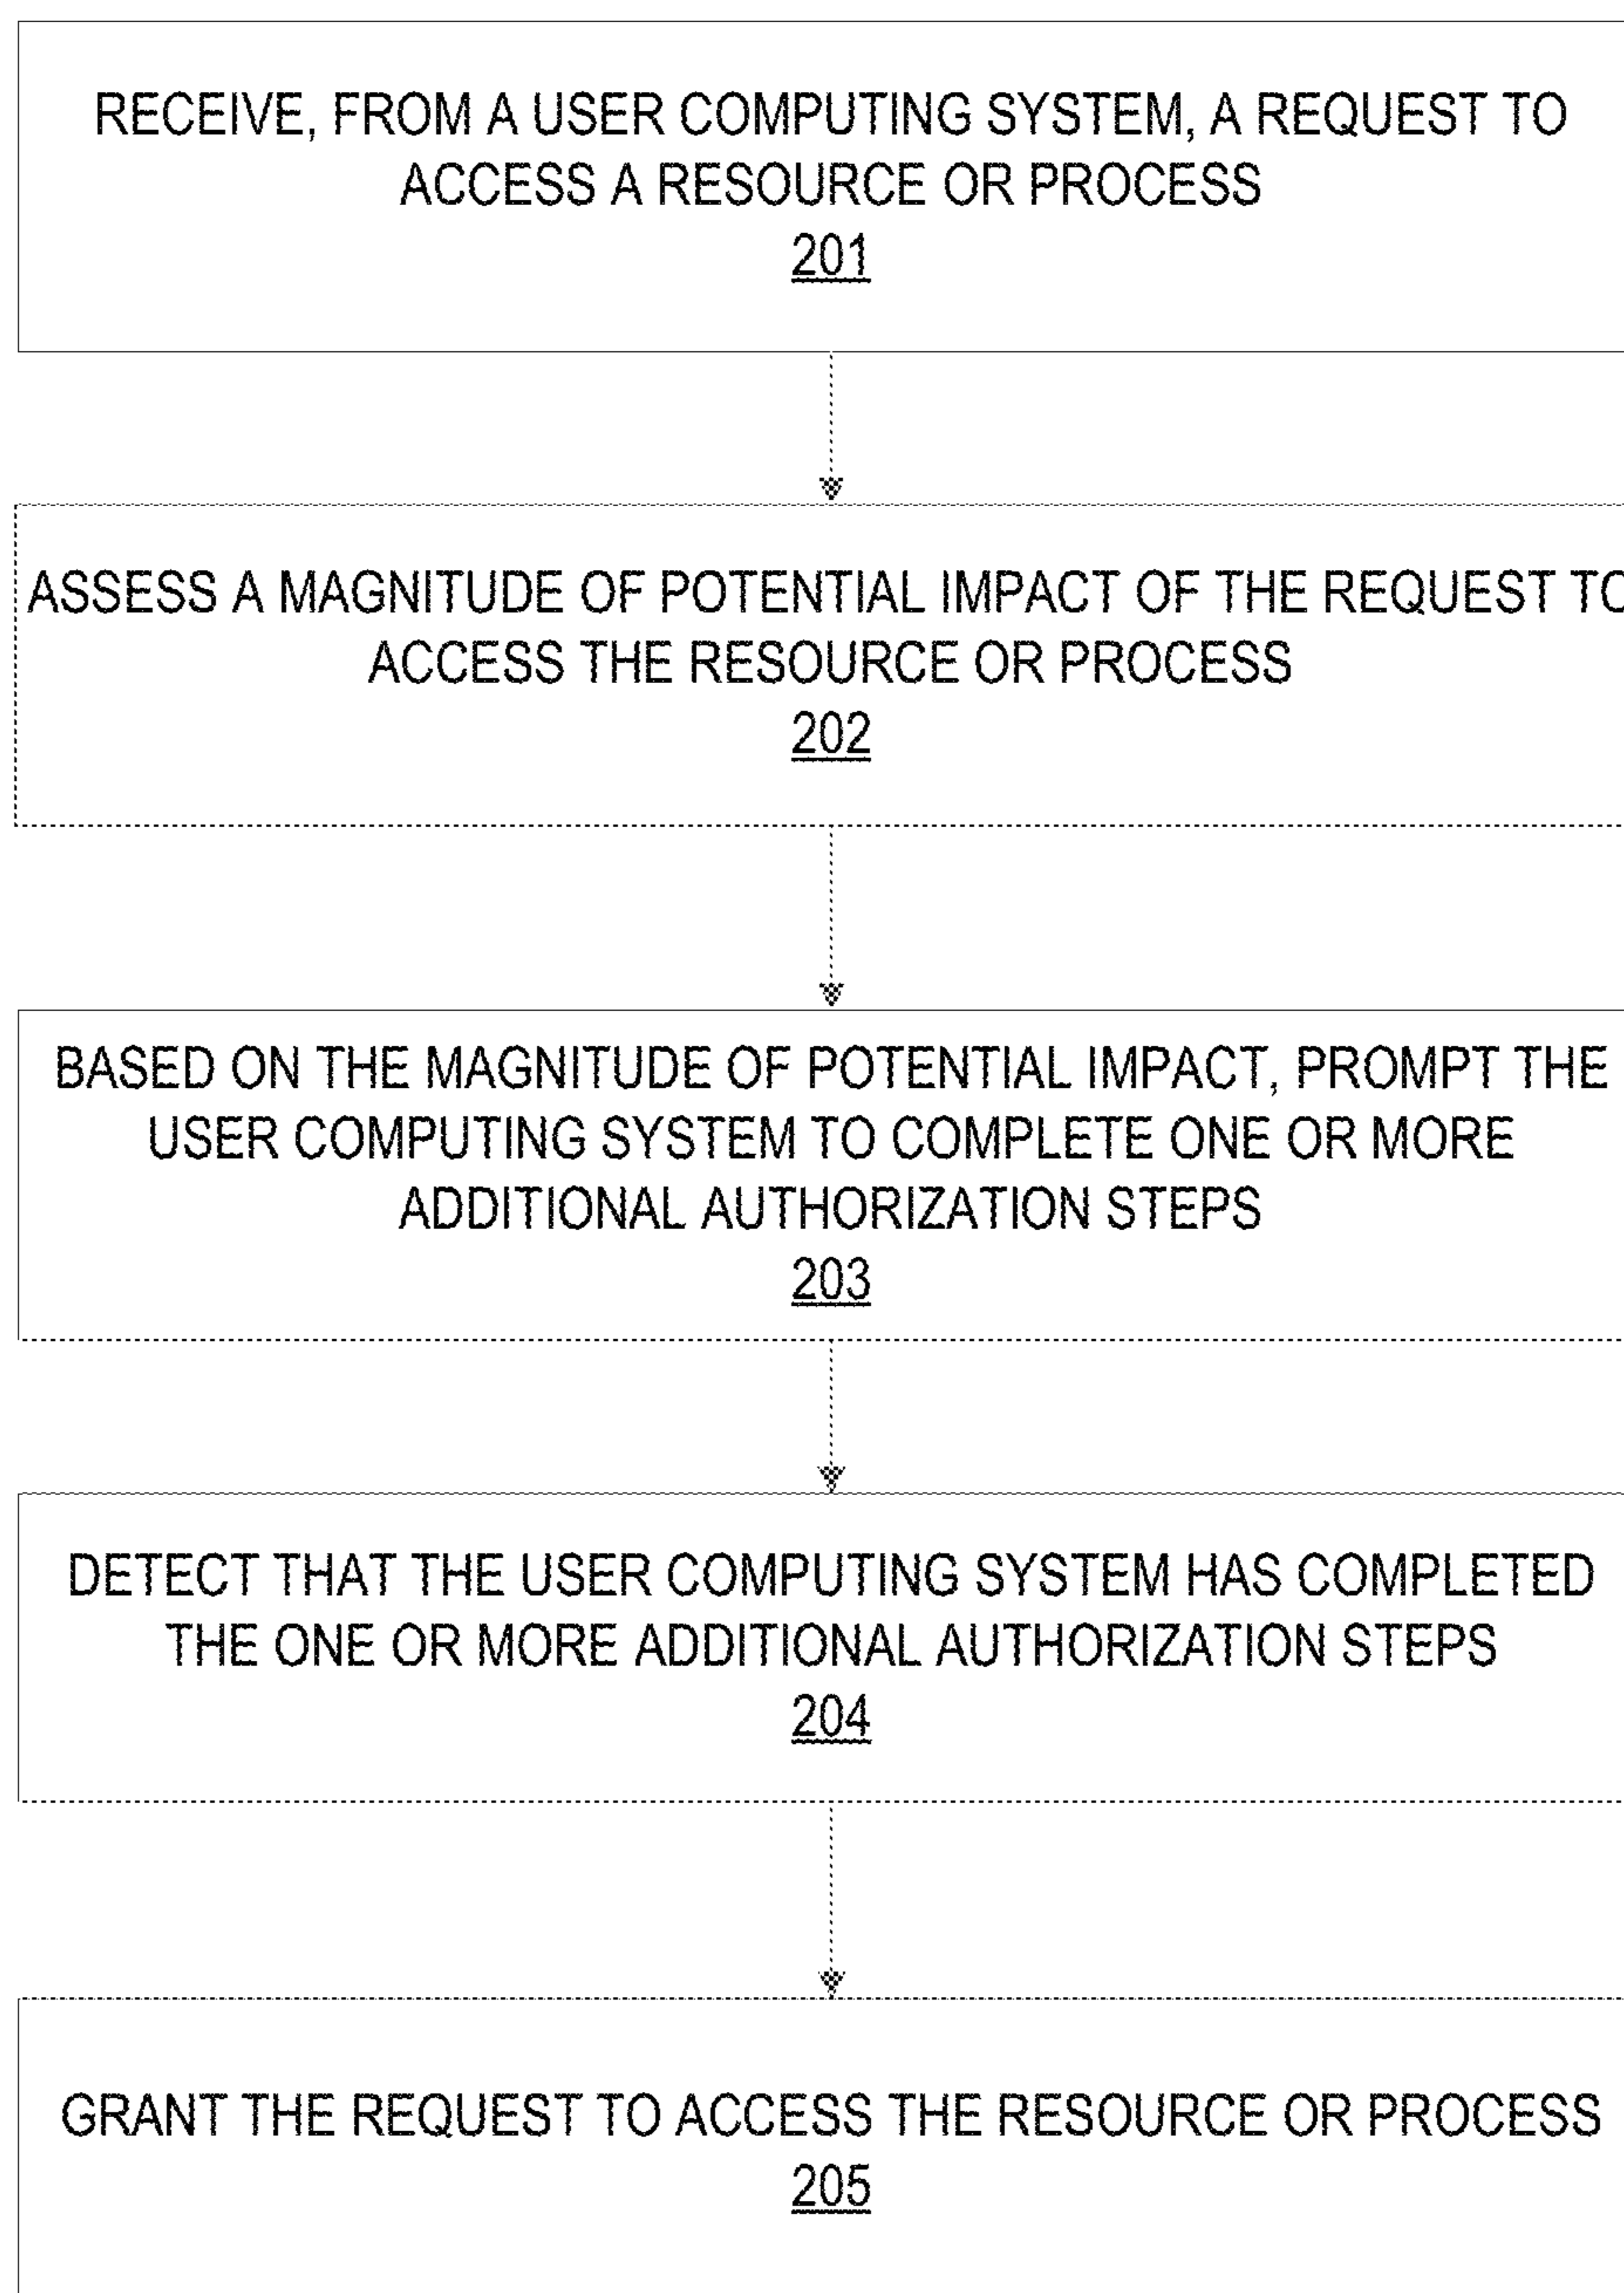 RECEIVE, FROM A USER COMPUTING SYSTEM, A REQUEST TO
ACCESS A RESOURCE OR PROCESS
201
ASSESS A MAGNITUDE OF POTENTIAL IMPACT OF THE REQUEST TO
ACCESS THE RESOURCE OR PROCESS
202
BASED ON THE MAGNITUDE OF POTENTIAL IMPACT, PROMPT THE
USER COMPUTING SYSTEM TO COMPLETE ONE OR MORE
ADDITIONAL AUTHORIZATION STEPS
203
DETECT THAT THE USER COMPUTING SYSTEM HAS COMPLETED
THE ONE OR MORE ADDITIONAL AUTHORIZATION STEPS
204
GRANT THE REQUEST TO ACCESS THE RESOURCE OR PROCESS
205